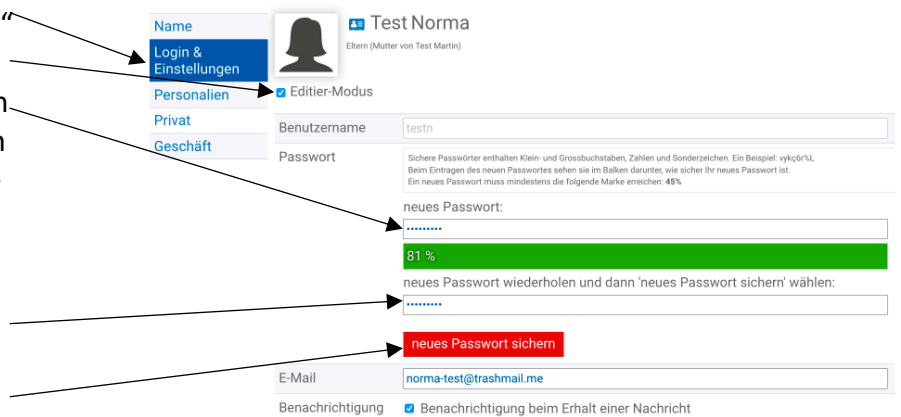 “
n
n
Name
Login &
Einstellungen
Personalien
Privat
Geschäft
Test Norma
Eltern (Mutter von Test Martin)
Editier-Modus
Benutzername
testn
Passwort
Sichere Passwörter enthalten Klein- und Grossbuchstaben, Zahlen und Sonderzeichen. Ein Beispiel: vykç6r%L
Beim Eintragen des neuen Passwortes sehen sie im Balken darunter, wie sicher Ihr neues Passwort ist.
Ein neues Passwort muss mindestens die folgende Marke erreichen: 45%
neues Passwort:
•••••••••
81 %
neues Passwort wiederholen und dann 'neues Passwort sichern' wählen:
•••••••••
neues Passwort sichern
E-Mail
norma-test@trashmail.me
Benachrichtigung
Benachrichtigung beim Erhalt einer Nachricht